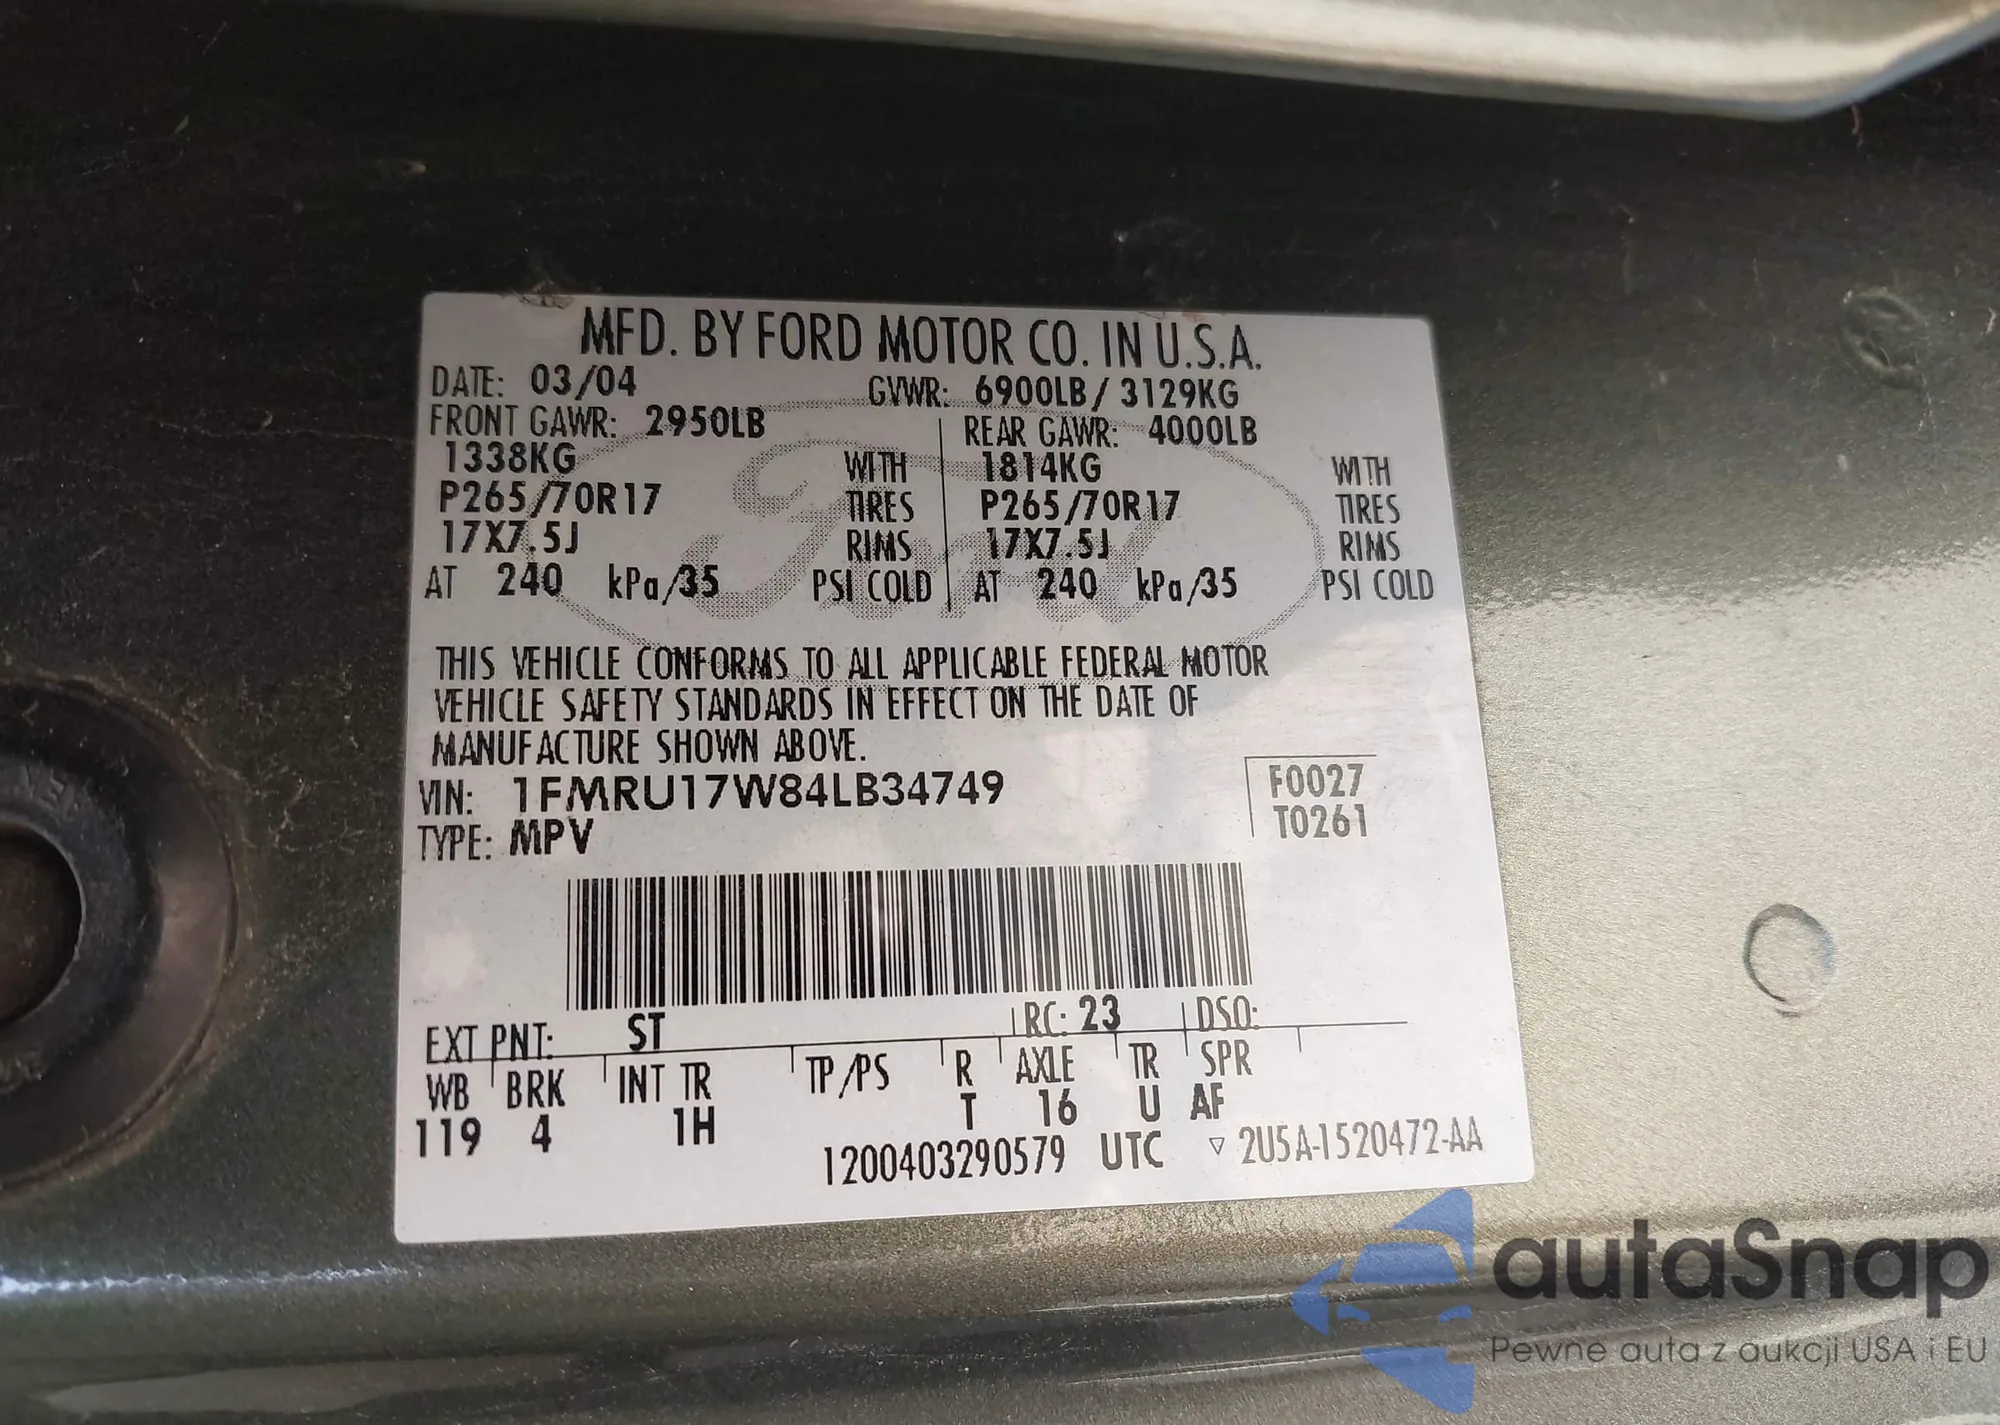 MFD. BY FORD MOTOR CO. IN U.S.A.
DATE: 03/04 GVWR: 6900LB / 3129KG
FRONT GAWR: 2950LB REAR GAWR: 4000LB
1338KG WITH 1814KG WITH
P265/70R17 TIRES P265/70R17 TIRES
17X7.5J RIMS 17X7.5J RIMS
AT 240 kPa/35 PSI COLD AT 240 kPa/35 PSI COLD
Ford
THIS VEHICLE CONFORMS TO ALL APPLICABLE FEDERAL MOTOR
VEHICLE SAFETY STANDARDS IN EFFECT ON THE DATE OF
MANUFACTURE SHOWN ABOVE.
VIN: 1FMRU17W84LB34749 F0027
TYPE: MPV T0261
EXT PNT: ST RC: 23 DSO:
WB BRK INT TR TP/PS R AXLE TR SPR
119 4 1H T 16 U AF
1200403290579 UTC ▽ 2U5A-1520472-AA
autaSnap
Pewne auta z aukcji USA i EU